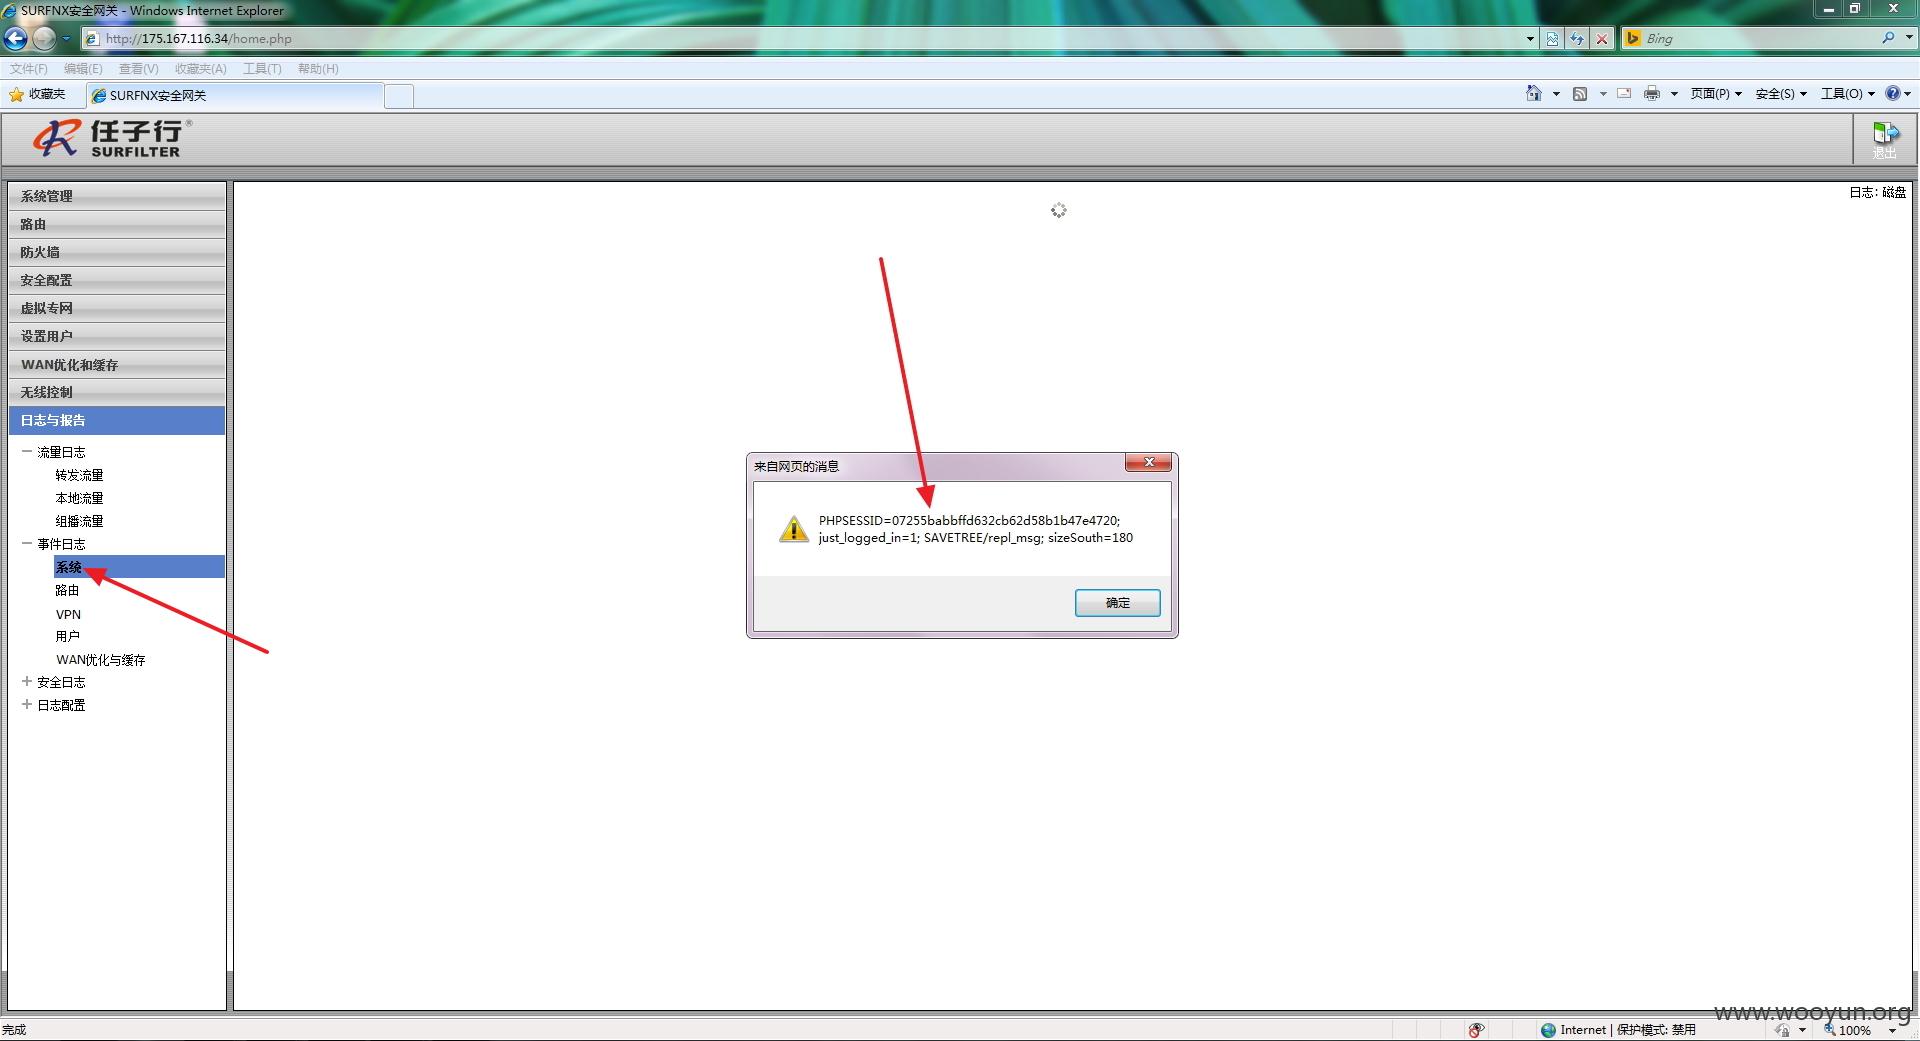 SURFNX安全网关 - Windows Internet Explorer
http://175.167.116.34/home.php
Bing
文件(F) 编辑(E) 查看(V) 收藏夹(A) 工具(T) 帮助(H)
收藏夹 SURFNX安全网关
页面(P) 安全(S) 工具(O)
任子行®
SURFILTER
退出
日志: 磁盘
系统管理
路由
防火墙
安全配置
虚拟专网
设置用户
WAN优化和缓存
无线控制
日志与报告
流量日志
转发流量
本地流量
组播流量
事件日志
系统
路由
VPN
用户
WAN优化与缓存
安全日志
日志配置
来自网页的消息
PHPSESSID=07255babbffd632cb62d58b1b47e4720;
just_logged_in=1; SAVETREE/repl_msg; sizeSouth=180
确定
www.wooyun.org
完成
Internet | 保护模式: 禁用
100%